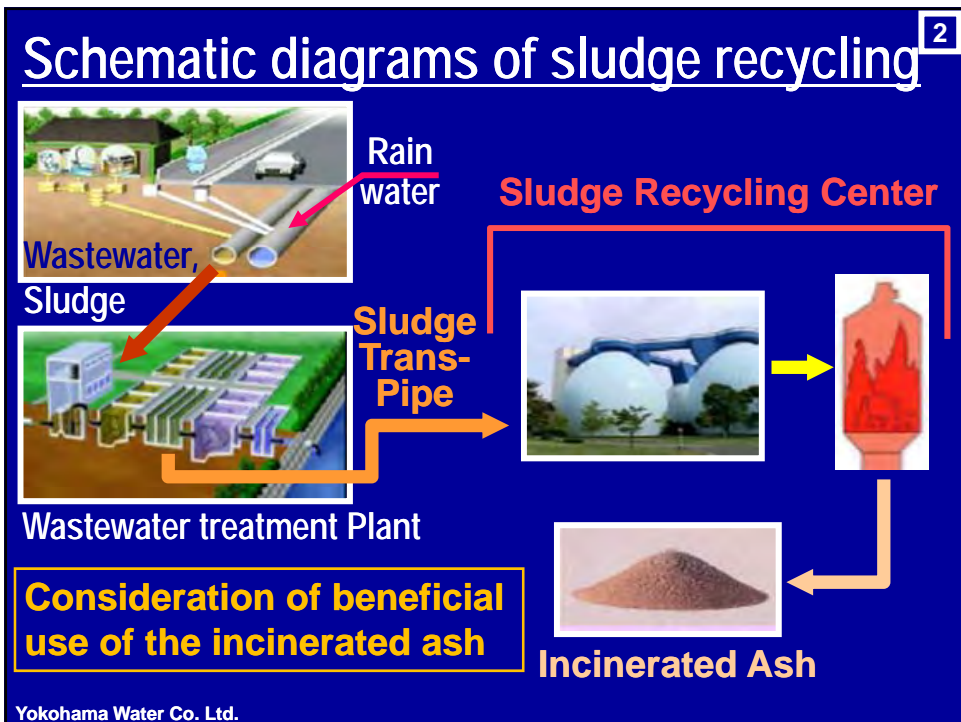 2
Schematic diagrams of sludge recycling
Rain
water
Sludge Recycling Center
Wastewater,
Sludge
Sludge
Trans-
Pipe
Wastewater treatment Plant
Consideration of beneficial
use of the incinerated ash
Incinerated Ash
Yokohama Water Co. Ltd.